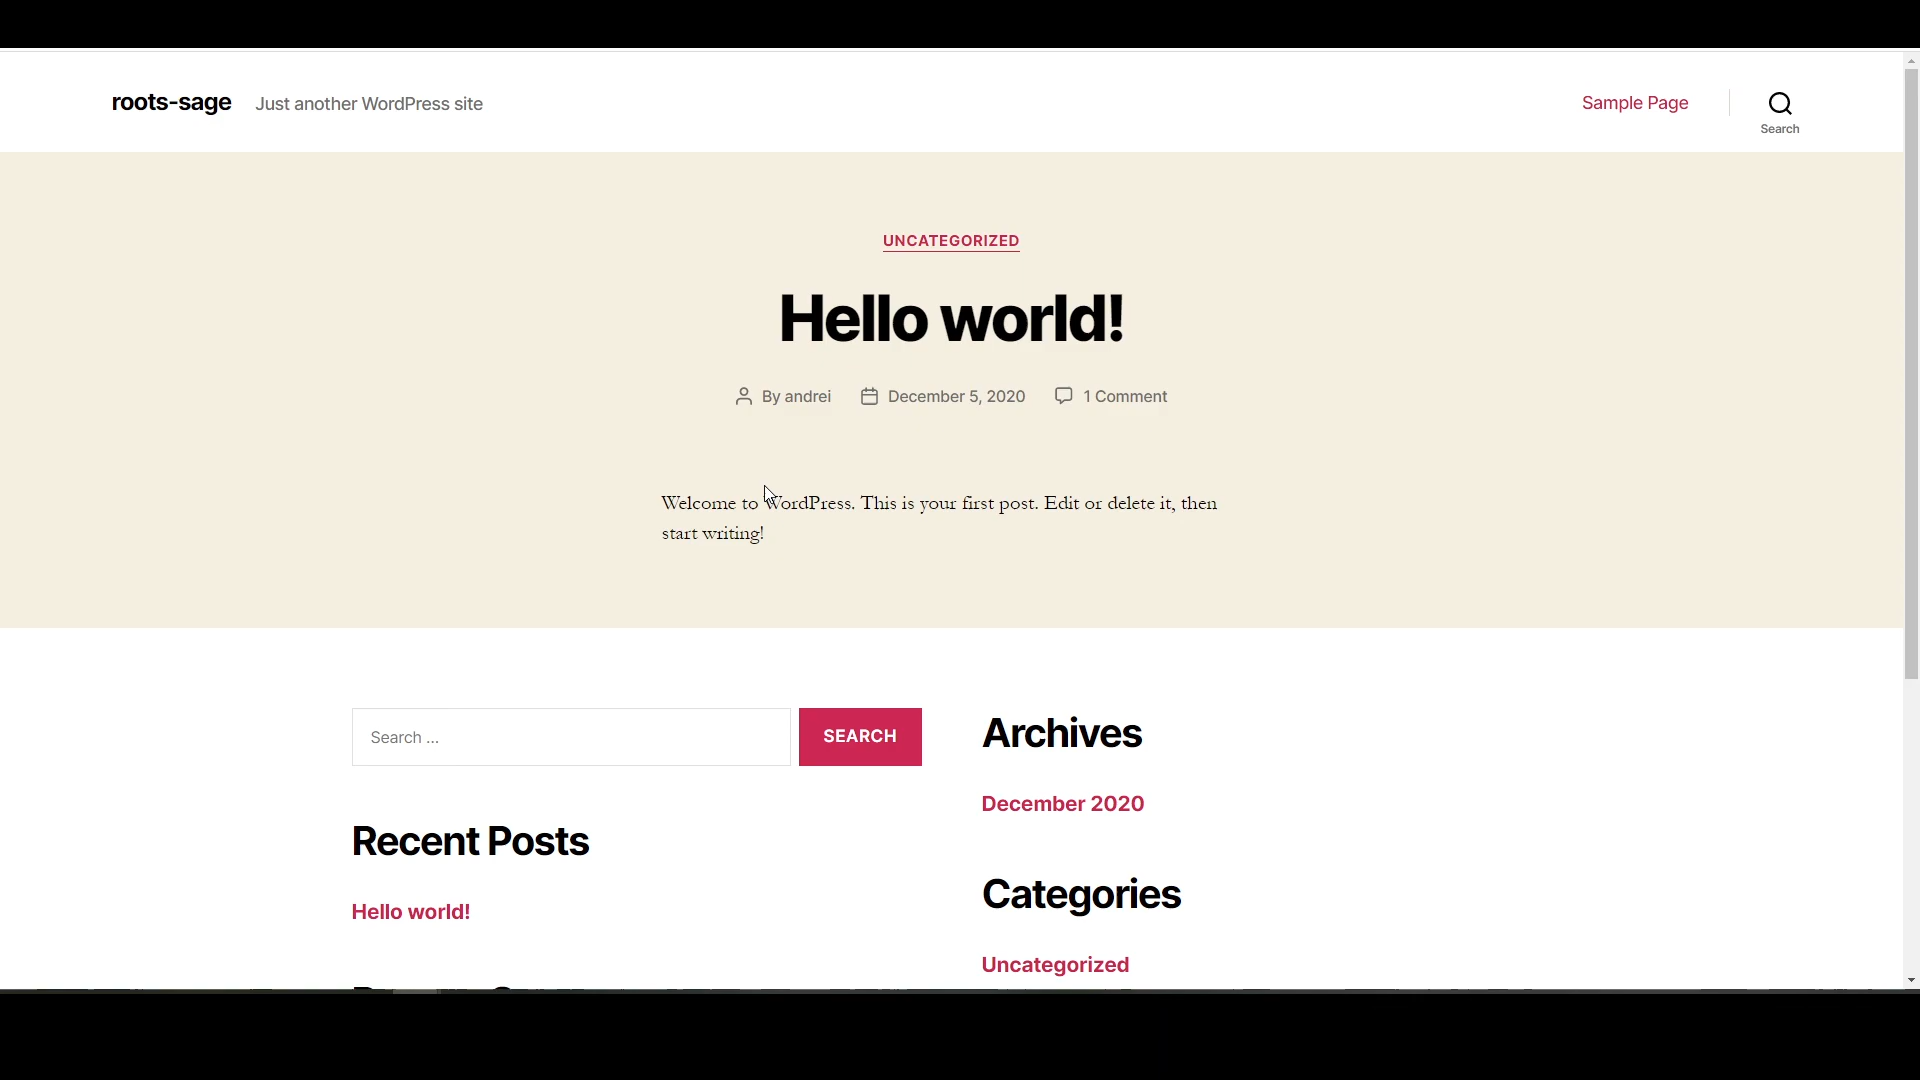 roots-sage Just another WordPress site Sample Page
Search
UNCATEGORIZED
Hello world!
By andrei December 5, 2020 1 Comment
Welcome to WordPress. This is your first post. Edit or delete it, then
start writing!
Search ... SEARCH
Recent Posts
Hello world!
Archives
December 2020
Categories
Uncategorized